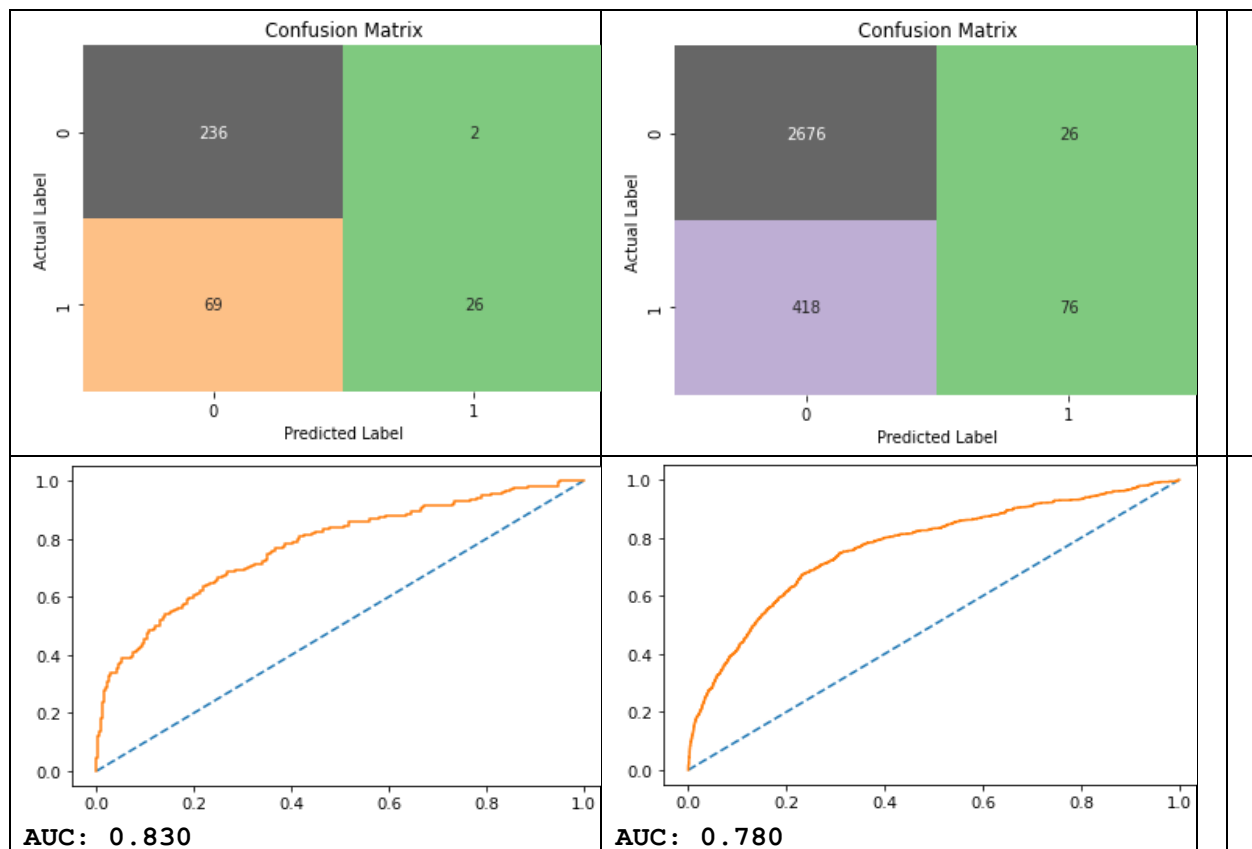 Confusion Matrix
Actual Label
0
1
236
2
69
26
0
1
Predicted Label
Confusion Matrix
Actual Label
0
1
2676
26
418
76
0
1
Predicted Label
1.0
0.8
0.6
0.4
0.2
0.0
0.0 0.2 0.4 0.6 0.8 1.0
AUC: 0.830
1.0
0.8
0.6
0.4
0.2
0.0
0.0 0.2 0.4 0.6 0.8 1.0
AUC: 0.780